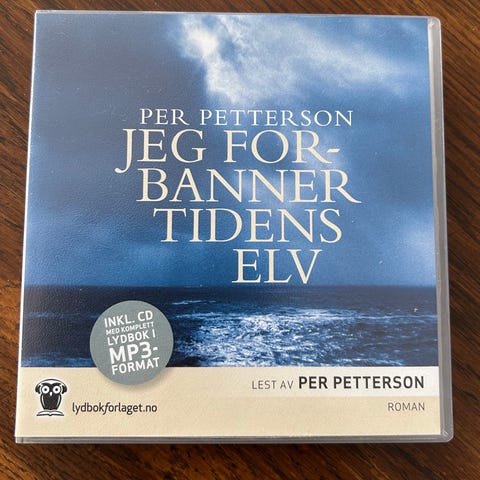 PER PETTERSON
JEG FOR-
BANNER
TIDENS
ELV
INKL. CD
MED KOMPLETT
LYDBOK I
MP3-
FORMAT
LEST AV PER PETTERSON
lydbokforlaget.no
ROMAN